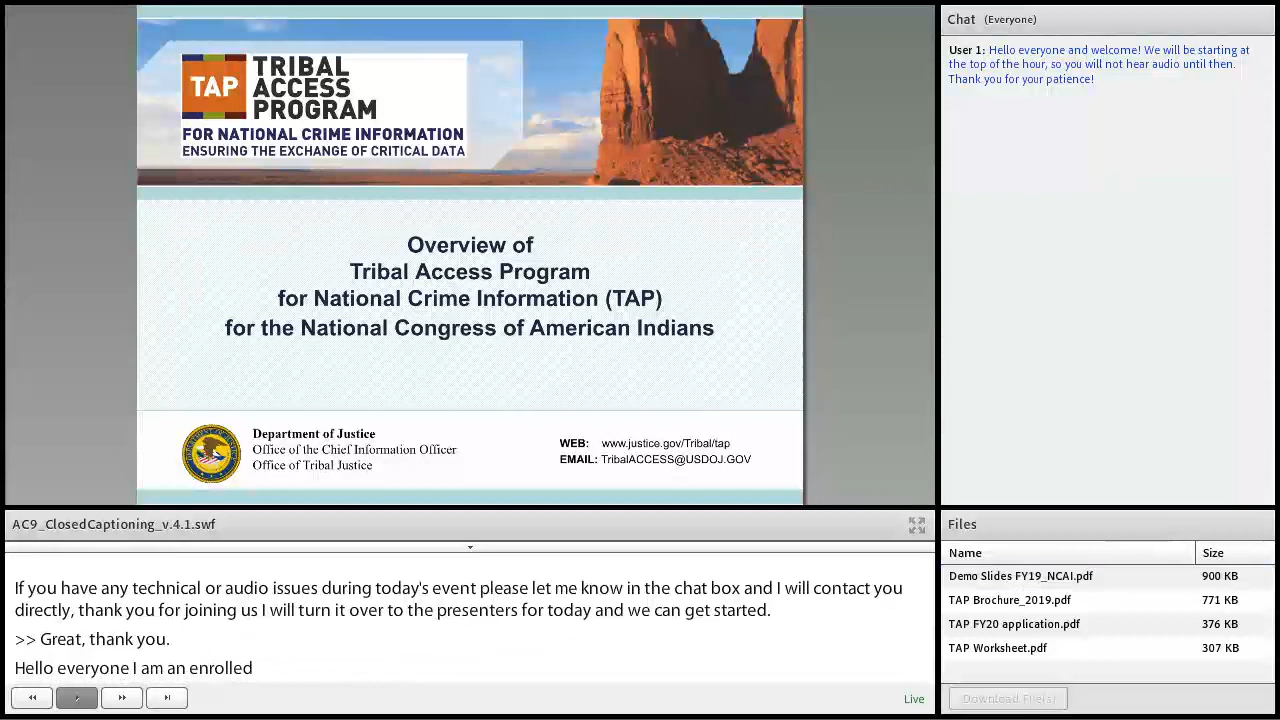 TAP
TRIBAL
ACCESS
PROGRAM
FOR NATIONAL CRIME INFORMATION
ENSURING THE EXCHANGE OF CRITICAL DATA
Overview of
Tribal Access Program
for National Crime Information (TAP)
for the National Congress of American Indians
Department of Justice
Office of the Chief Information Officer
Office of Tribal Justice
WEB: www.justice.gov/Tribal/tap
EMAIL: TribalACCESS@USDOJ.GOV
Chat (Everyone)
User 1: Hello everyone and welcome! We will be starting at
the top of the hour, so you will not hear audio until then.
Thank you for your patience!
AC9_ClosedCaptioning_v.4.1.swf
If you have any technical or audio issues during today's event please let me know in the chat box and I will contact you
directly, thank you for joining us I will turn it over to the presenters for today and we can get started.
>> Great, thank you.
Hello everyone I am an enrolled
Live
Files
Name Size
Demo Slides FY19_NCAI.pdf 900 KB
TAP Brochure_2019.pdf 771 KB
TAP FY20 application.pdf 376 KB
TAP Worksheet.pdf 307 KB
Download File(s)